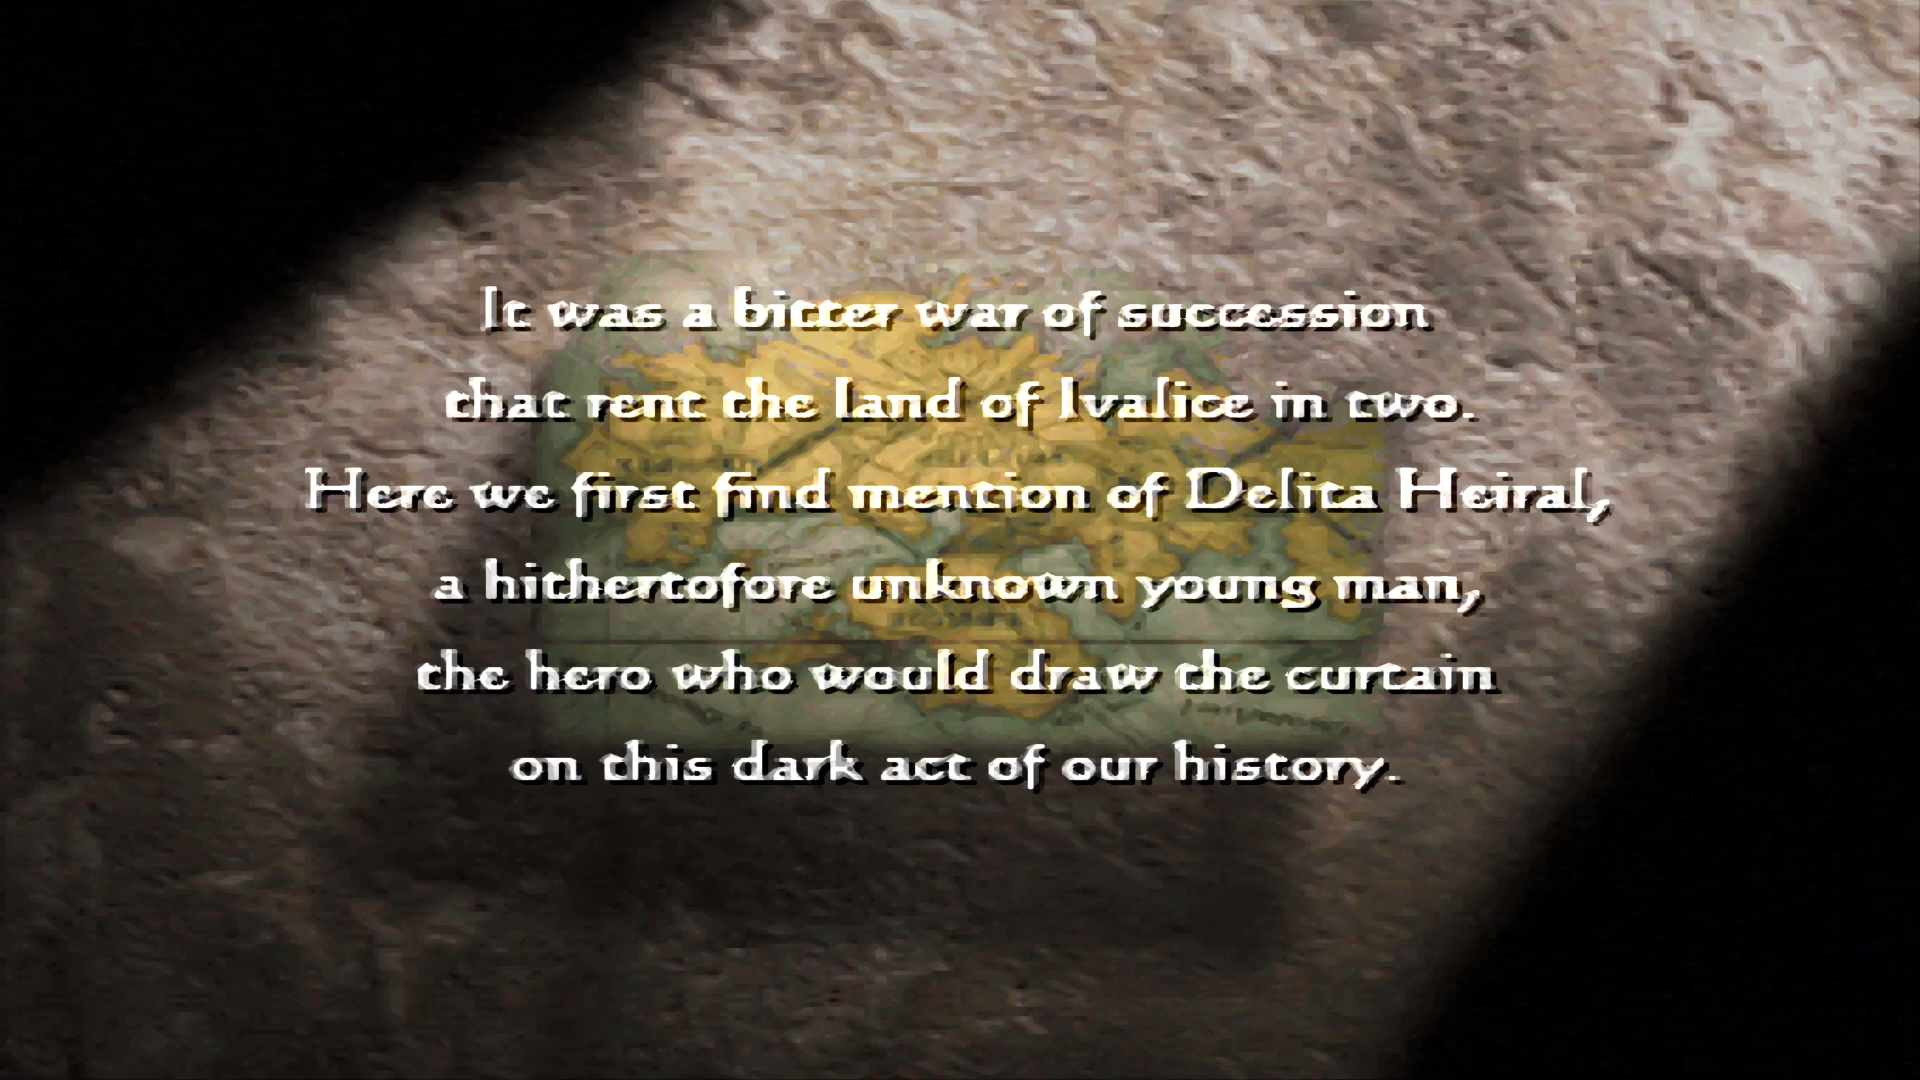 It was a bitter war of succession
that rent the land of Ivalice in two.
Here we first find mention of Delita Heiral,
a hithertofore unknown young man,
the hero who would draw the curtain
on this dark act of our history.